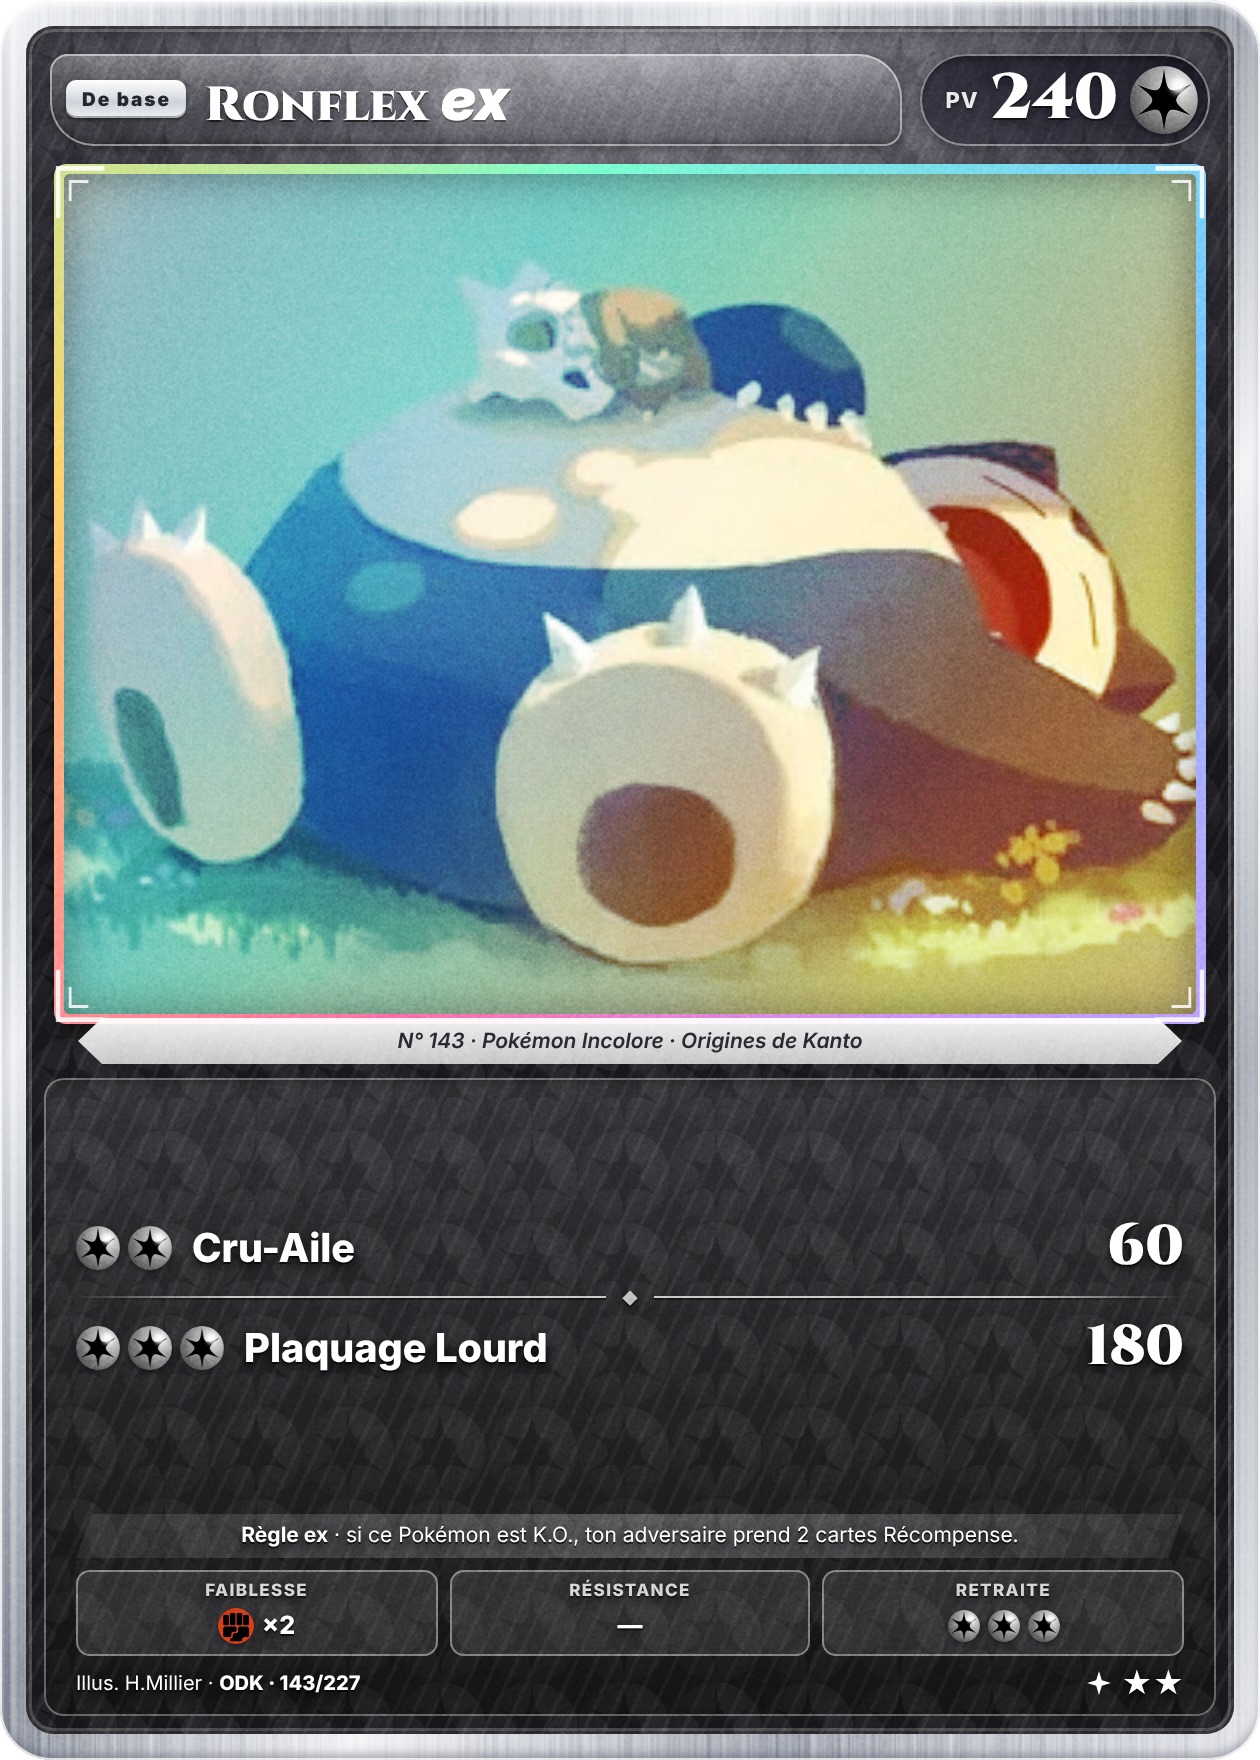 De base Ronflex ex PV 240
N° 143 · Pokémon Incolore · Origines de Kanto
Cru-Aile 60
Plaquage Lourd 180
Règle ex · si ce Pokémon est K.O., ton adversaire prend 2 cartes Récompense.
FAIBLESSE RÉSISTANCE RETRAITE
×2 —
Illus. H.Millier · ODK · 143/227